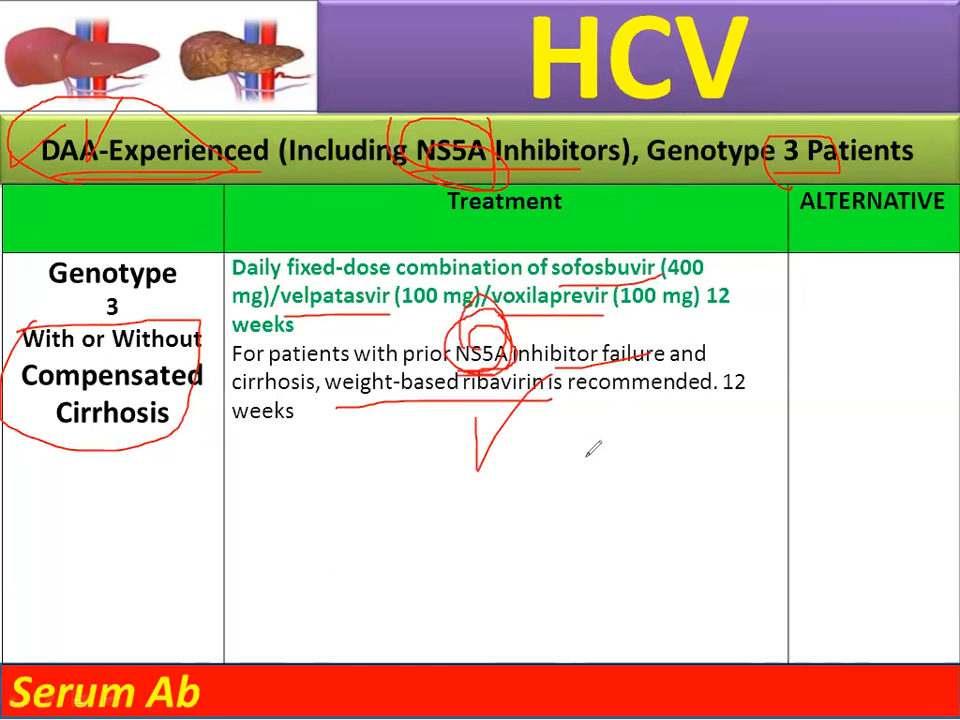 HCV
DAA-Experienced (Including NS5A Inhibitors), Genotype 3 Patients
Treatment
ALTERNATIVE
Genotype
3
With or Without
Compensated
Cirrhosis
Daily fixed-dose combination of sofosbuvir (400
mg)/velpatasvir (100 mg)/voxilaprevir (100 mg) 12
weeks
For patients with prior NS5A inhibitor failure and
cirrhosis, weight-based ribavirin is recommended. 12
weeks
Serum Ab